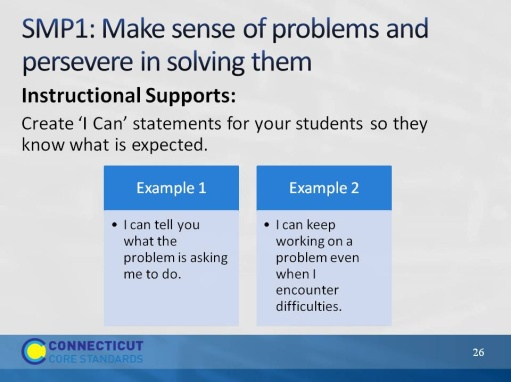 SMP1: Make sense of problems and
persevere in solving them
Instructional Supports:
Create ‘I Can’ statements for your students so they
know what is expected.
Example 1
• I can tell you
what the
problem is asking
me to do.
Example 2
• I can keep
working on a
problem even
when I
encounter
difficulties.
CONNECTICUT
CORE STANDARDS
26